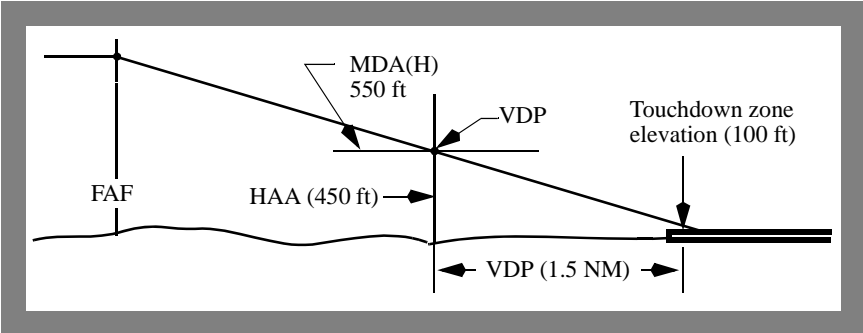 MDA(H)
550 ft
VDP
Touchdown zone
elevation (100 ft)
FAF
HAA (450 ft)
VDP (1.5 NM)